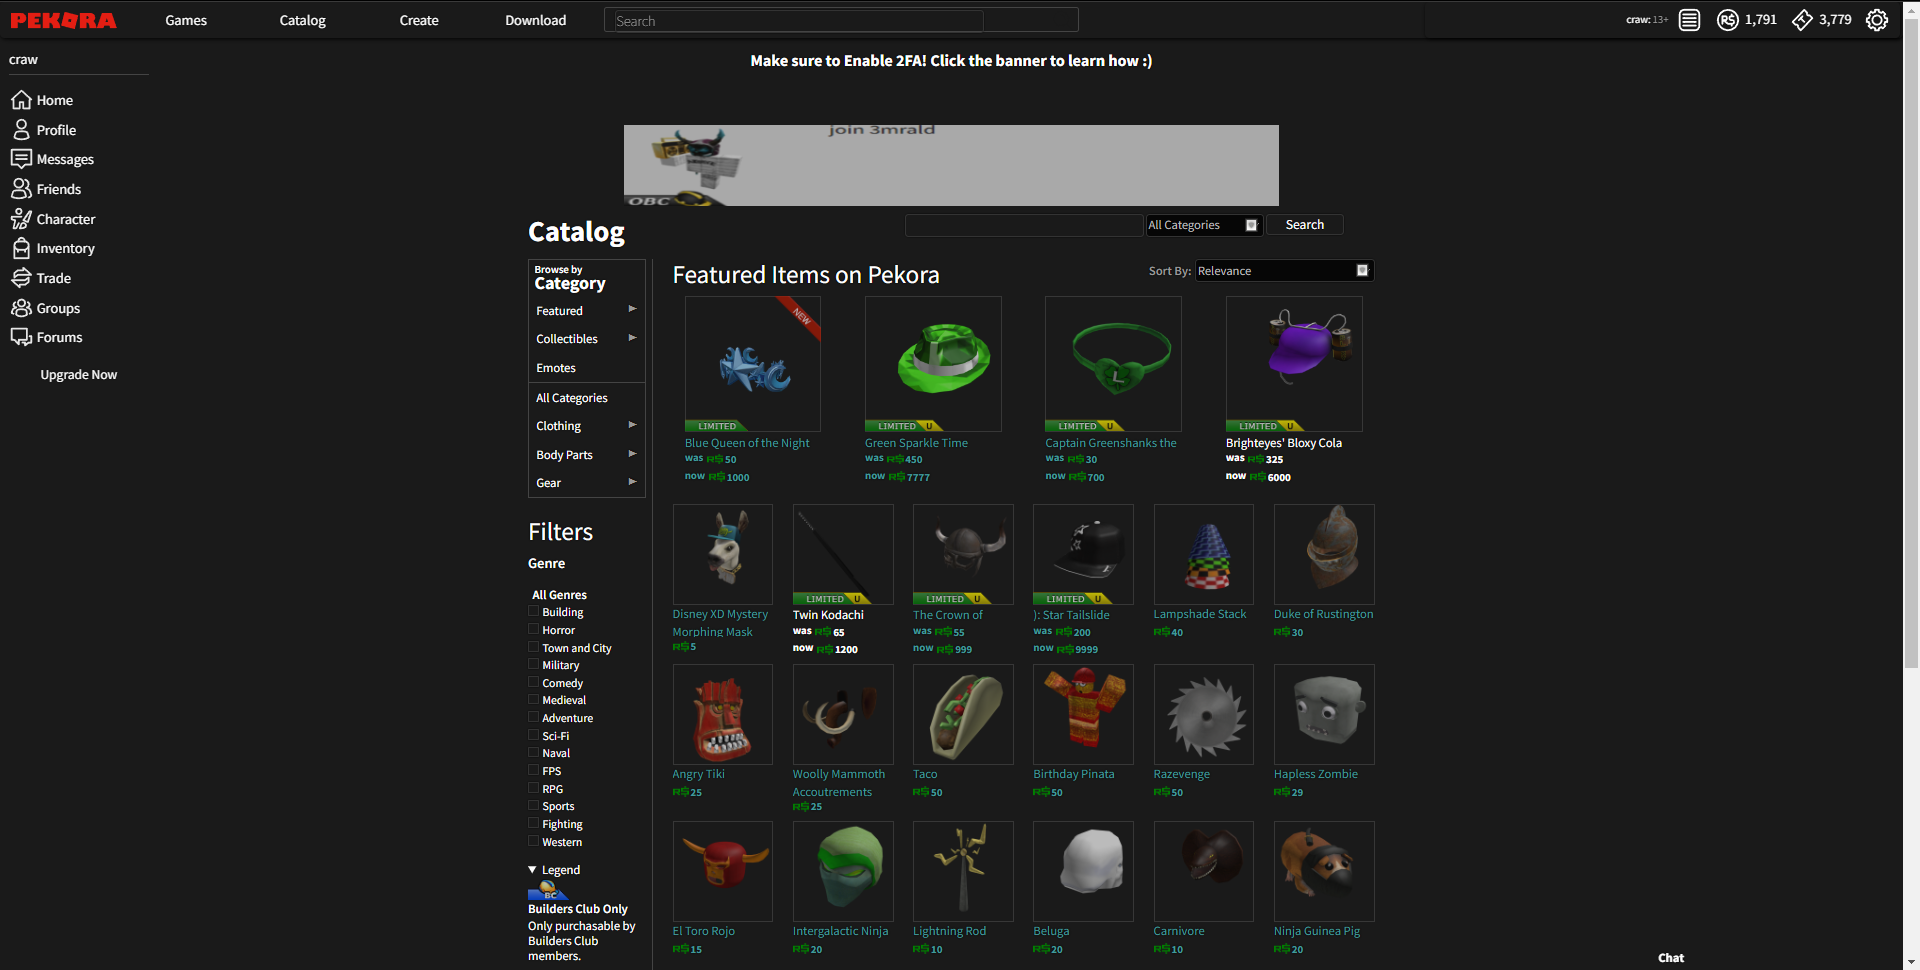 PEKORA
Games
Catalog
Create
Download
Search
craw: 13+
1,791
3,779
craw
Make sure to Enable 2FA! Click the banner to learn how :)
Home
Profile
Messages
Friends
Character
Inventory
Trade
Groups
Forums
Upgrade Now
join 3mrald
OBC
Catalog
All Categories
Search
Browse by
Category
Featured
Collectibles
Emotes
All Categories
Clothing
Body Parts
Gear
Filters
Genre
All Genres
Building
Horror
Town and City
Military
Comedy
Medieval
Adventure
Sci-Fi
Naval
FPS
RPG
Sports
Fighting
Western
▼ Legend
BC
Builders Club Only
Only purchasable by
Builders Club
members.
Featured Items on Pekora
Sort By: Relevance
NEW
LIMITED
Blue Queen of the Night
was R$ 50
now R$ 1000
LIMITED U
Green Sparkle Time
was R$ 450
now R$ 7777
LIMITED U
Captain Greenshanks the
was R$ 30
now R$ 700
LIMITED U
Brighteyes' Bloxy Cola
was R$ 325
now R$ 6000
Disney XD Mystery
Morphing Mask
R$ 5
LIMITED U
Twin Kodachi
was R$ 65
now R$ 1200
LIMITED U
The Crown of
was R$ 55
now R$ 999
LIMITED U
): Star Tailslide
was R$ 200
now R$ 9999
Lampshade Stack
R$ 40
Duke of Rustington
R$ 30
Angry Tiki
R$ 25
Woolly Mammoth
Accoutrements
R$ 25
Taco
R$ 50
Birthday Pinata
R$ 50
Razevenge
R$ 50
Hapless Zombie
R$ 29
El Toro Rojo
R$ 15
Intergalactic Ninja
R$ 20
Lightning Rod
R$ 10
Beluga
R$ 20
Carnivore
R$ 10
Ninja Guinea Pig
R$ 20
Chat